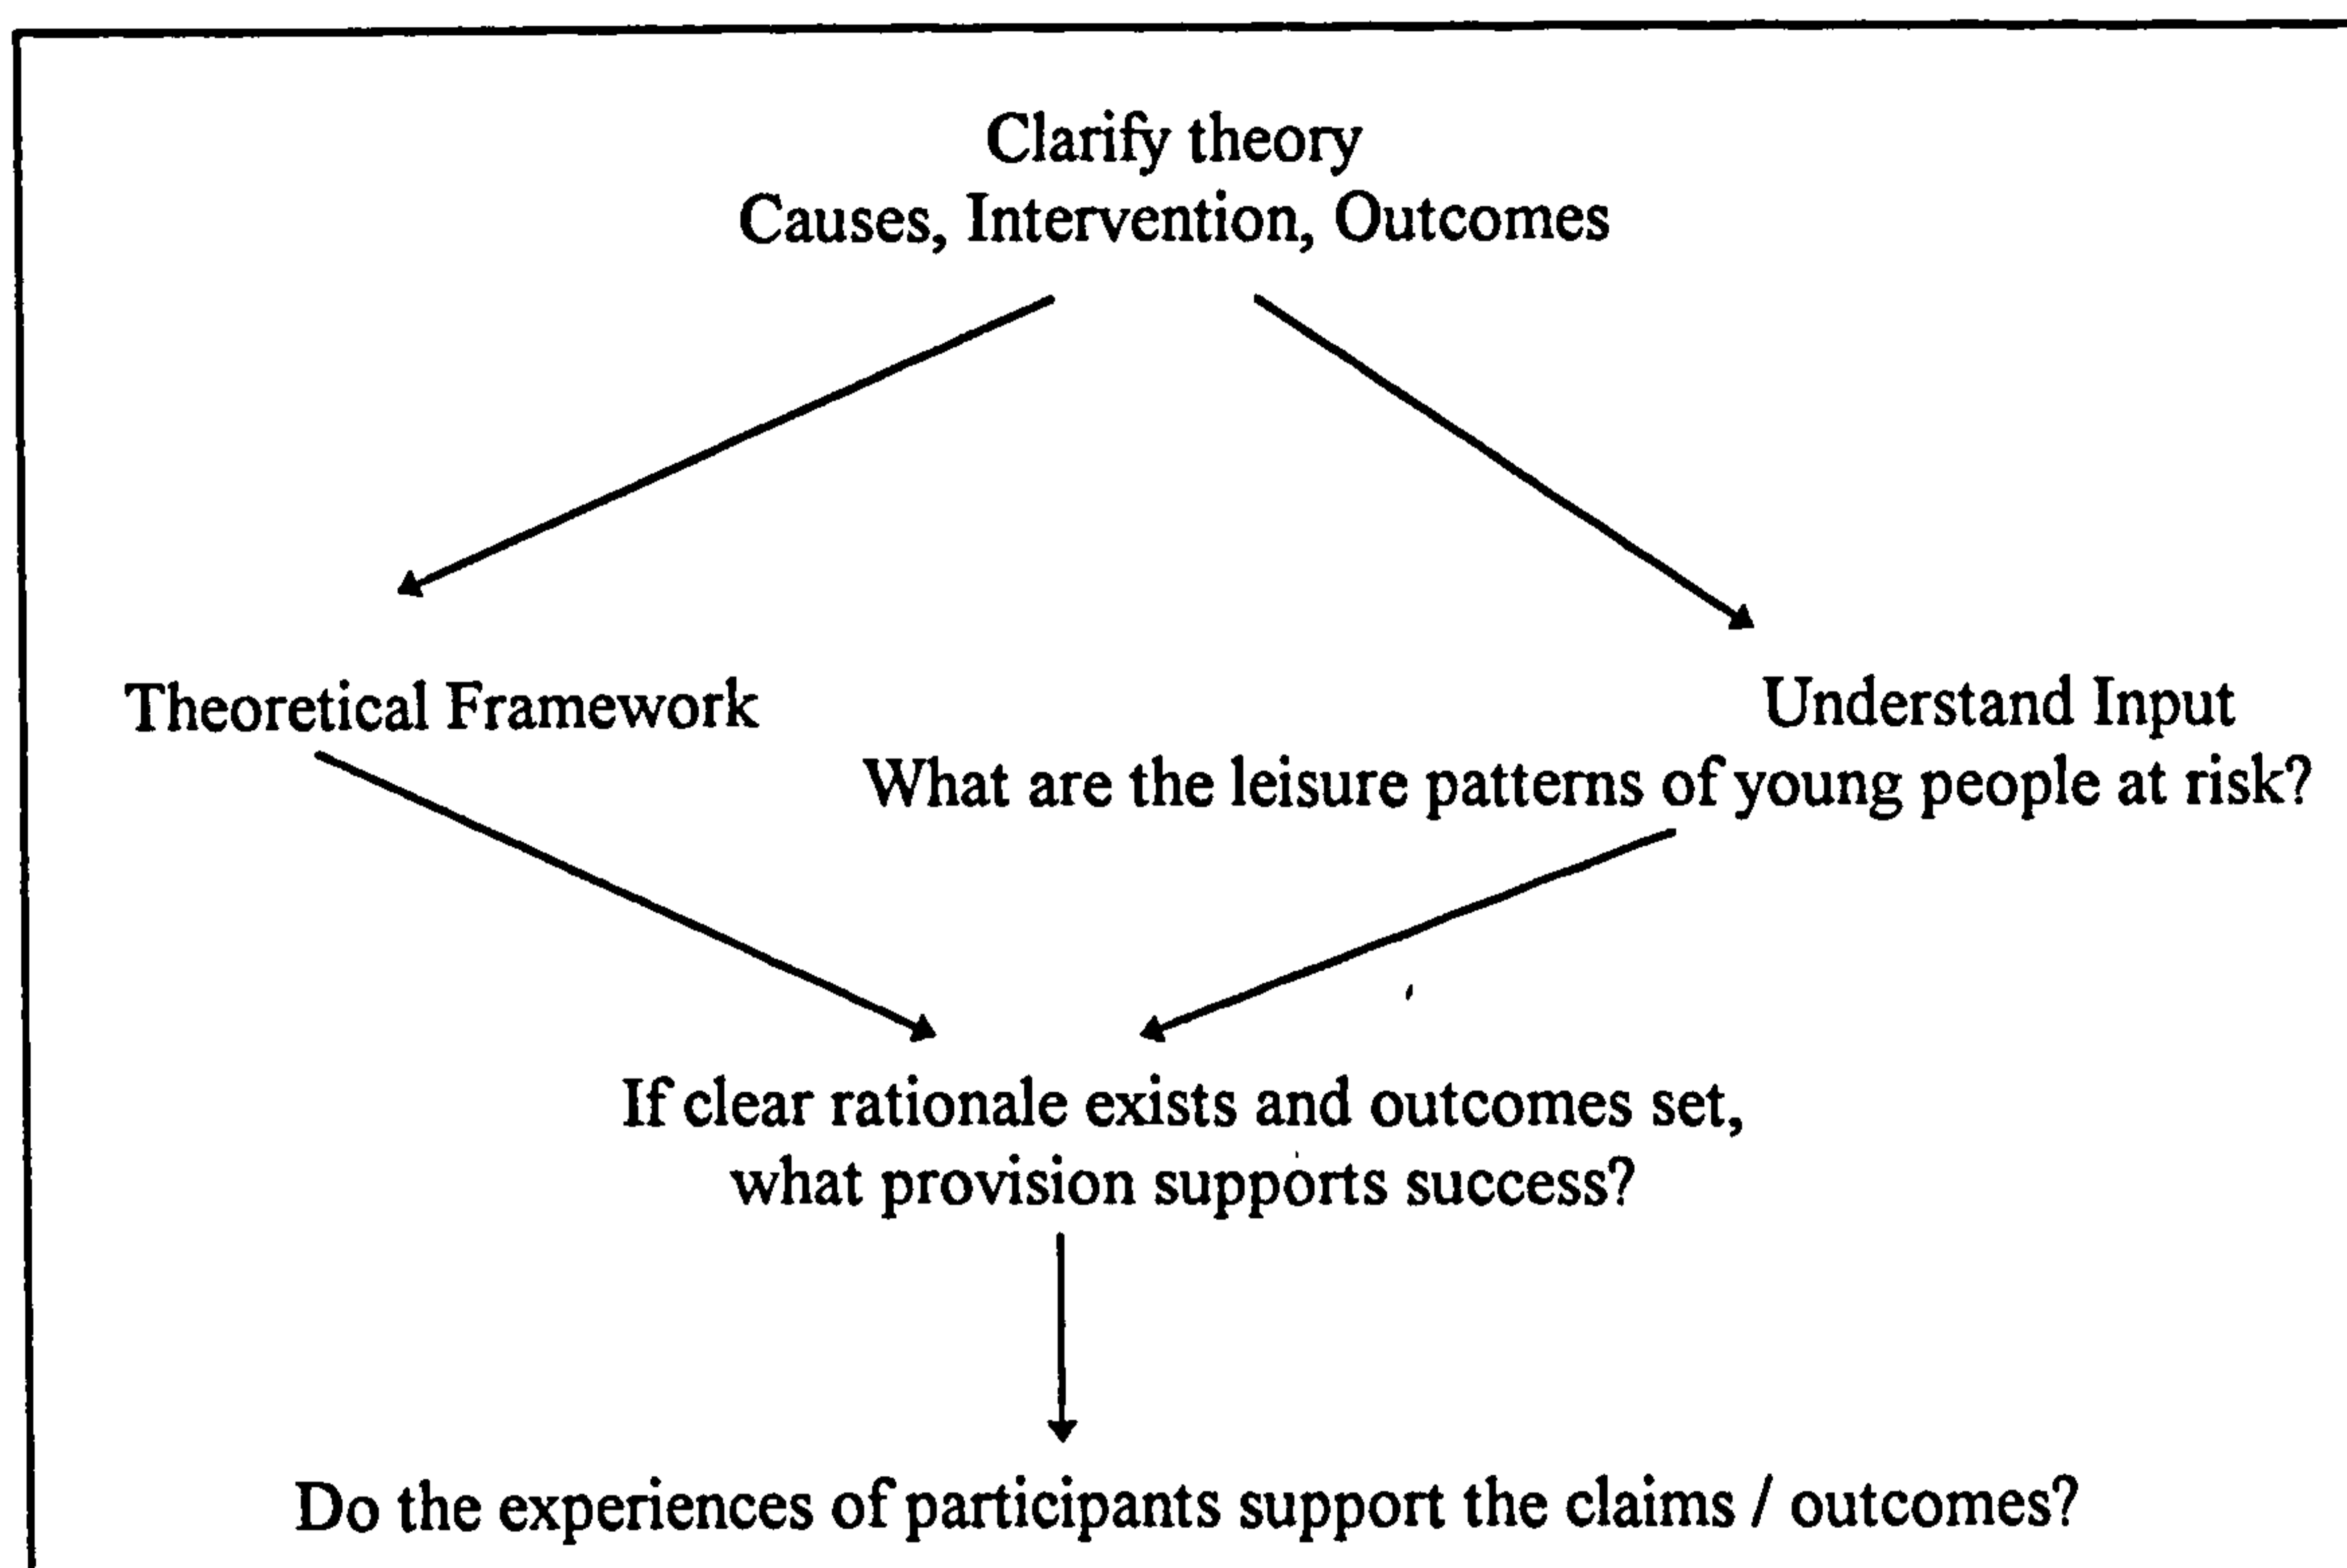 Clarify theory
Causes, Intervention, Outcomes
Theoretical Framework
Understand Input
What are the leisure patterns of young people at risk?
If clear rationale exists and outcomes set,
what provision supports success?
Do the experiences of participants support the claims / outcomes?